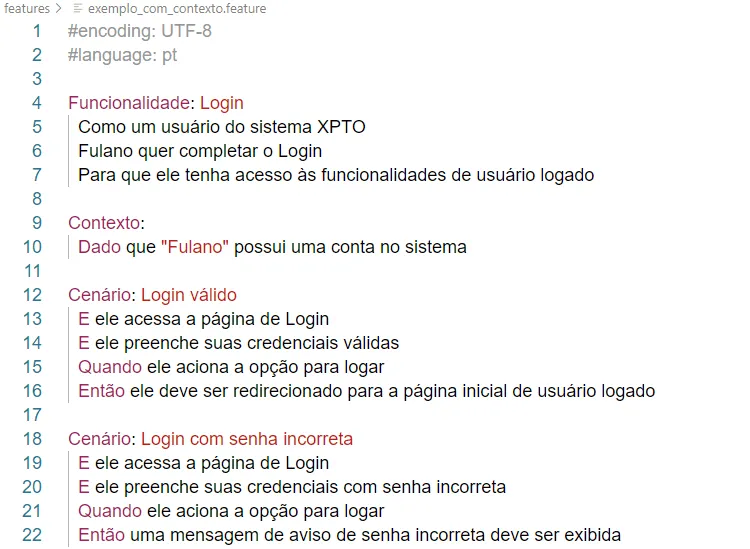 features > exemplo_com_contexto.feature
1 #encoding: UTF-8
2 #language: pt
3
4 Funcionalidade: Login
5 Como um usuário do sistema XPTO
6 Fulano quer completar o Login
7 Para que ele tenha acesso às funcionalidades de usuário logado
8
9 Contexto:
10 Dado que "Fulano" possui uma conta no sistema
11
12 Cenário: Login válido
13 E ele acessa a página de Login
14 E ele preenche suas credenciais válidas
15 Quando ele aciona a opção para logar
16 Então ele deve ser redirecionado para a página inicial de usuário logado
17
18 Cenário: Login com senha incorreta
19 E ele acessa a página de Login
20 E ele preenche suas credenciais com senha incorreta
21 Quando ele aciona a opção para logar
22 Então uma mensagem de aviso de senha incorreta deve ser exibida